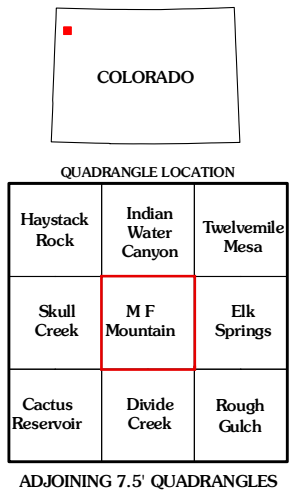 COLORADO
QUADRANGLE LOCATION
Haystack
Rock
Indian
Water
Canyon
Twelvemile
Mesa
Skull
Creek
M F
Mountain
Elk
Springs
Cactus
Reservoir
Divide
Creek
Rough
Gulch
ADJOINING 7.5' QUADRANGLES